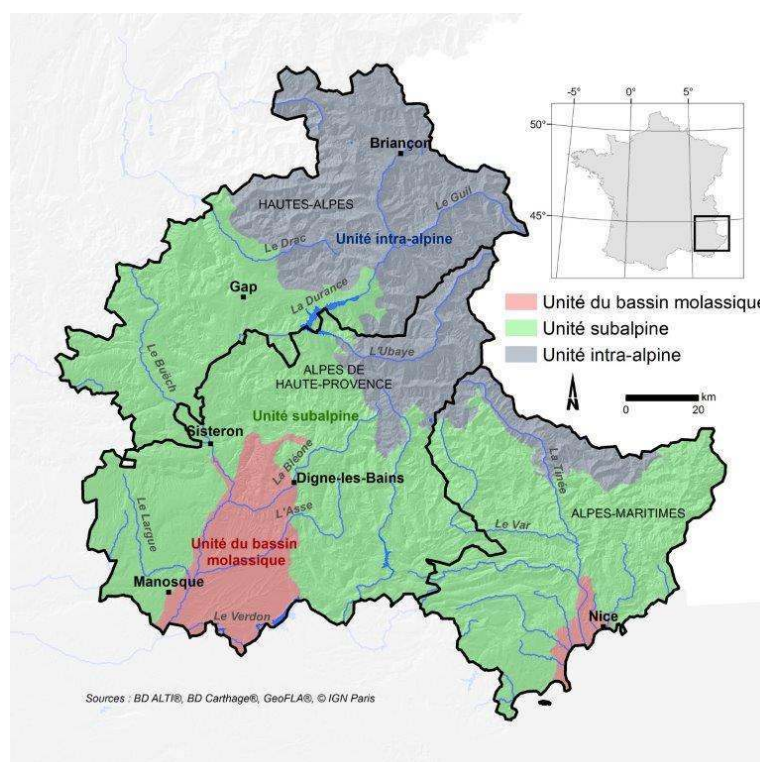 -5°
0°
5°
50°
45°
Briançon
HAUTES-ALPES
Le Guil
Unité intra-alpine
Le Drac
Gap
La Durance
Unité du bassin molassique
Unité subalpine
Unité intra-alpine
L'Ubaye
ALPES DE
HAUTE-PROVENCE
Le Buëch
km
0
20
Unité subalpine
Sisteron
La Bléone
Digne-les-Bains
La Tinée
ALPES-MARITIMES
Le Largue
L'Asse
Le Var
Unité du bassin
molassique
Manosque
Le Verdon
Nice
Sources : BD ALTI®, BD Carthage®, GeoFLA®, © IGN Paris